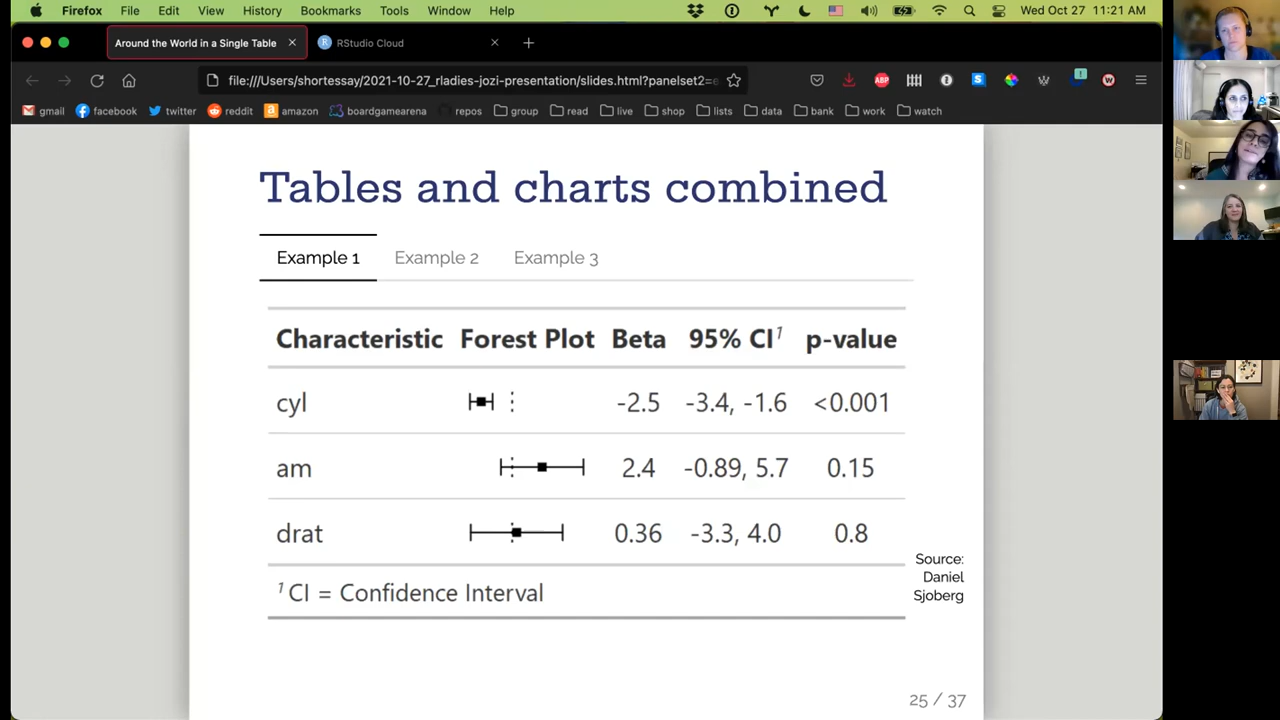 Firefox File Edit View History Bookmarks Tools Window Help Wed Oct 27 11:21 AM
Around the World in a Single Table RStudio Cloud
file:///Users/shortessay/2021-10-27_rladies-jozi-presentation/slides.html?panelset2=e
gmail facebook twitter reddit amazon boardgamearena repos group read live shop lists data bank work watch
Tables and charts combined
Example 1 Example 2 Example 3
Characteristic Forest Plot Beta 95% CI¹ p-value
cyl -2.5 -3.4, -1.6 <0.001
am 2.4 -0.89, 5.7 0.15
drat 0.36 -3.3, 4.0 0.8
¹ CI = Confidence Interval
Source:
Daniel
Sjoberg
25 / 37